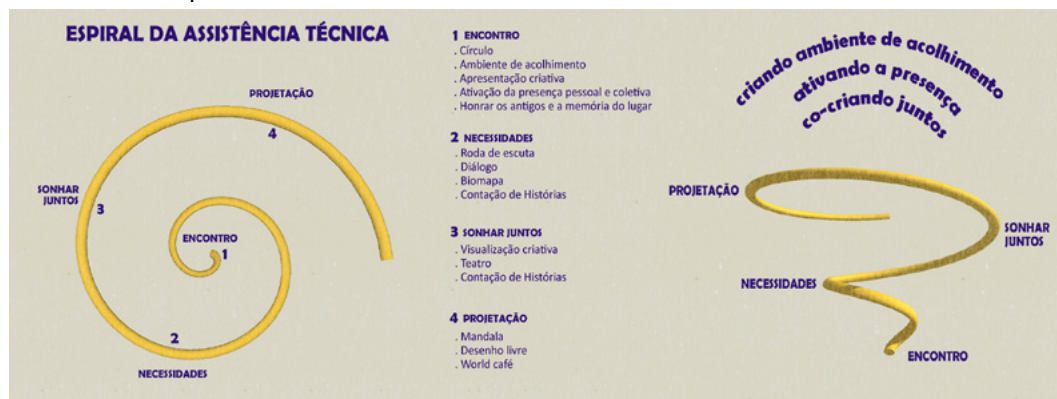 ESPIRAL DA ASSISTÊNCIA TÉCNICA
PROJETAÇÃO
4
SONHAR
JUNTOS
3
ENCONTRO
1
2
NECESSIDADES
1 ENCONTRO
. Círculo
. Ambiente de acolhimento
. Apresentação criativa
. Ativação da presença pessoal e coletiva
. Honrar os antigos e a memória do lugar
2 NECESSIDADES
. Roda de escuta
. Diálogo
. Biomapa
. Contação de Histórias
3 SONHAR JUNTOS
. Visualização criativa
. Teatro
. Contação de Histórias
4 PROJETAÇÃO
. Mandala
. Desenho livre
. World café
criando ambiente de acolhimento
ativando a presença
co-criando juntos
PROJETAÇÃO
SONHAR
JUNTOS
NECESSIDADES
ENCONTRO